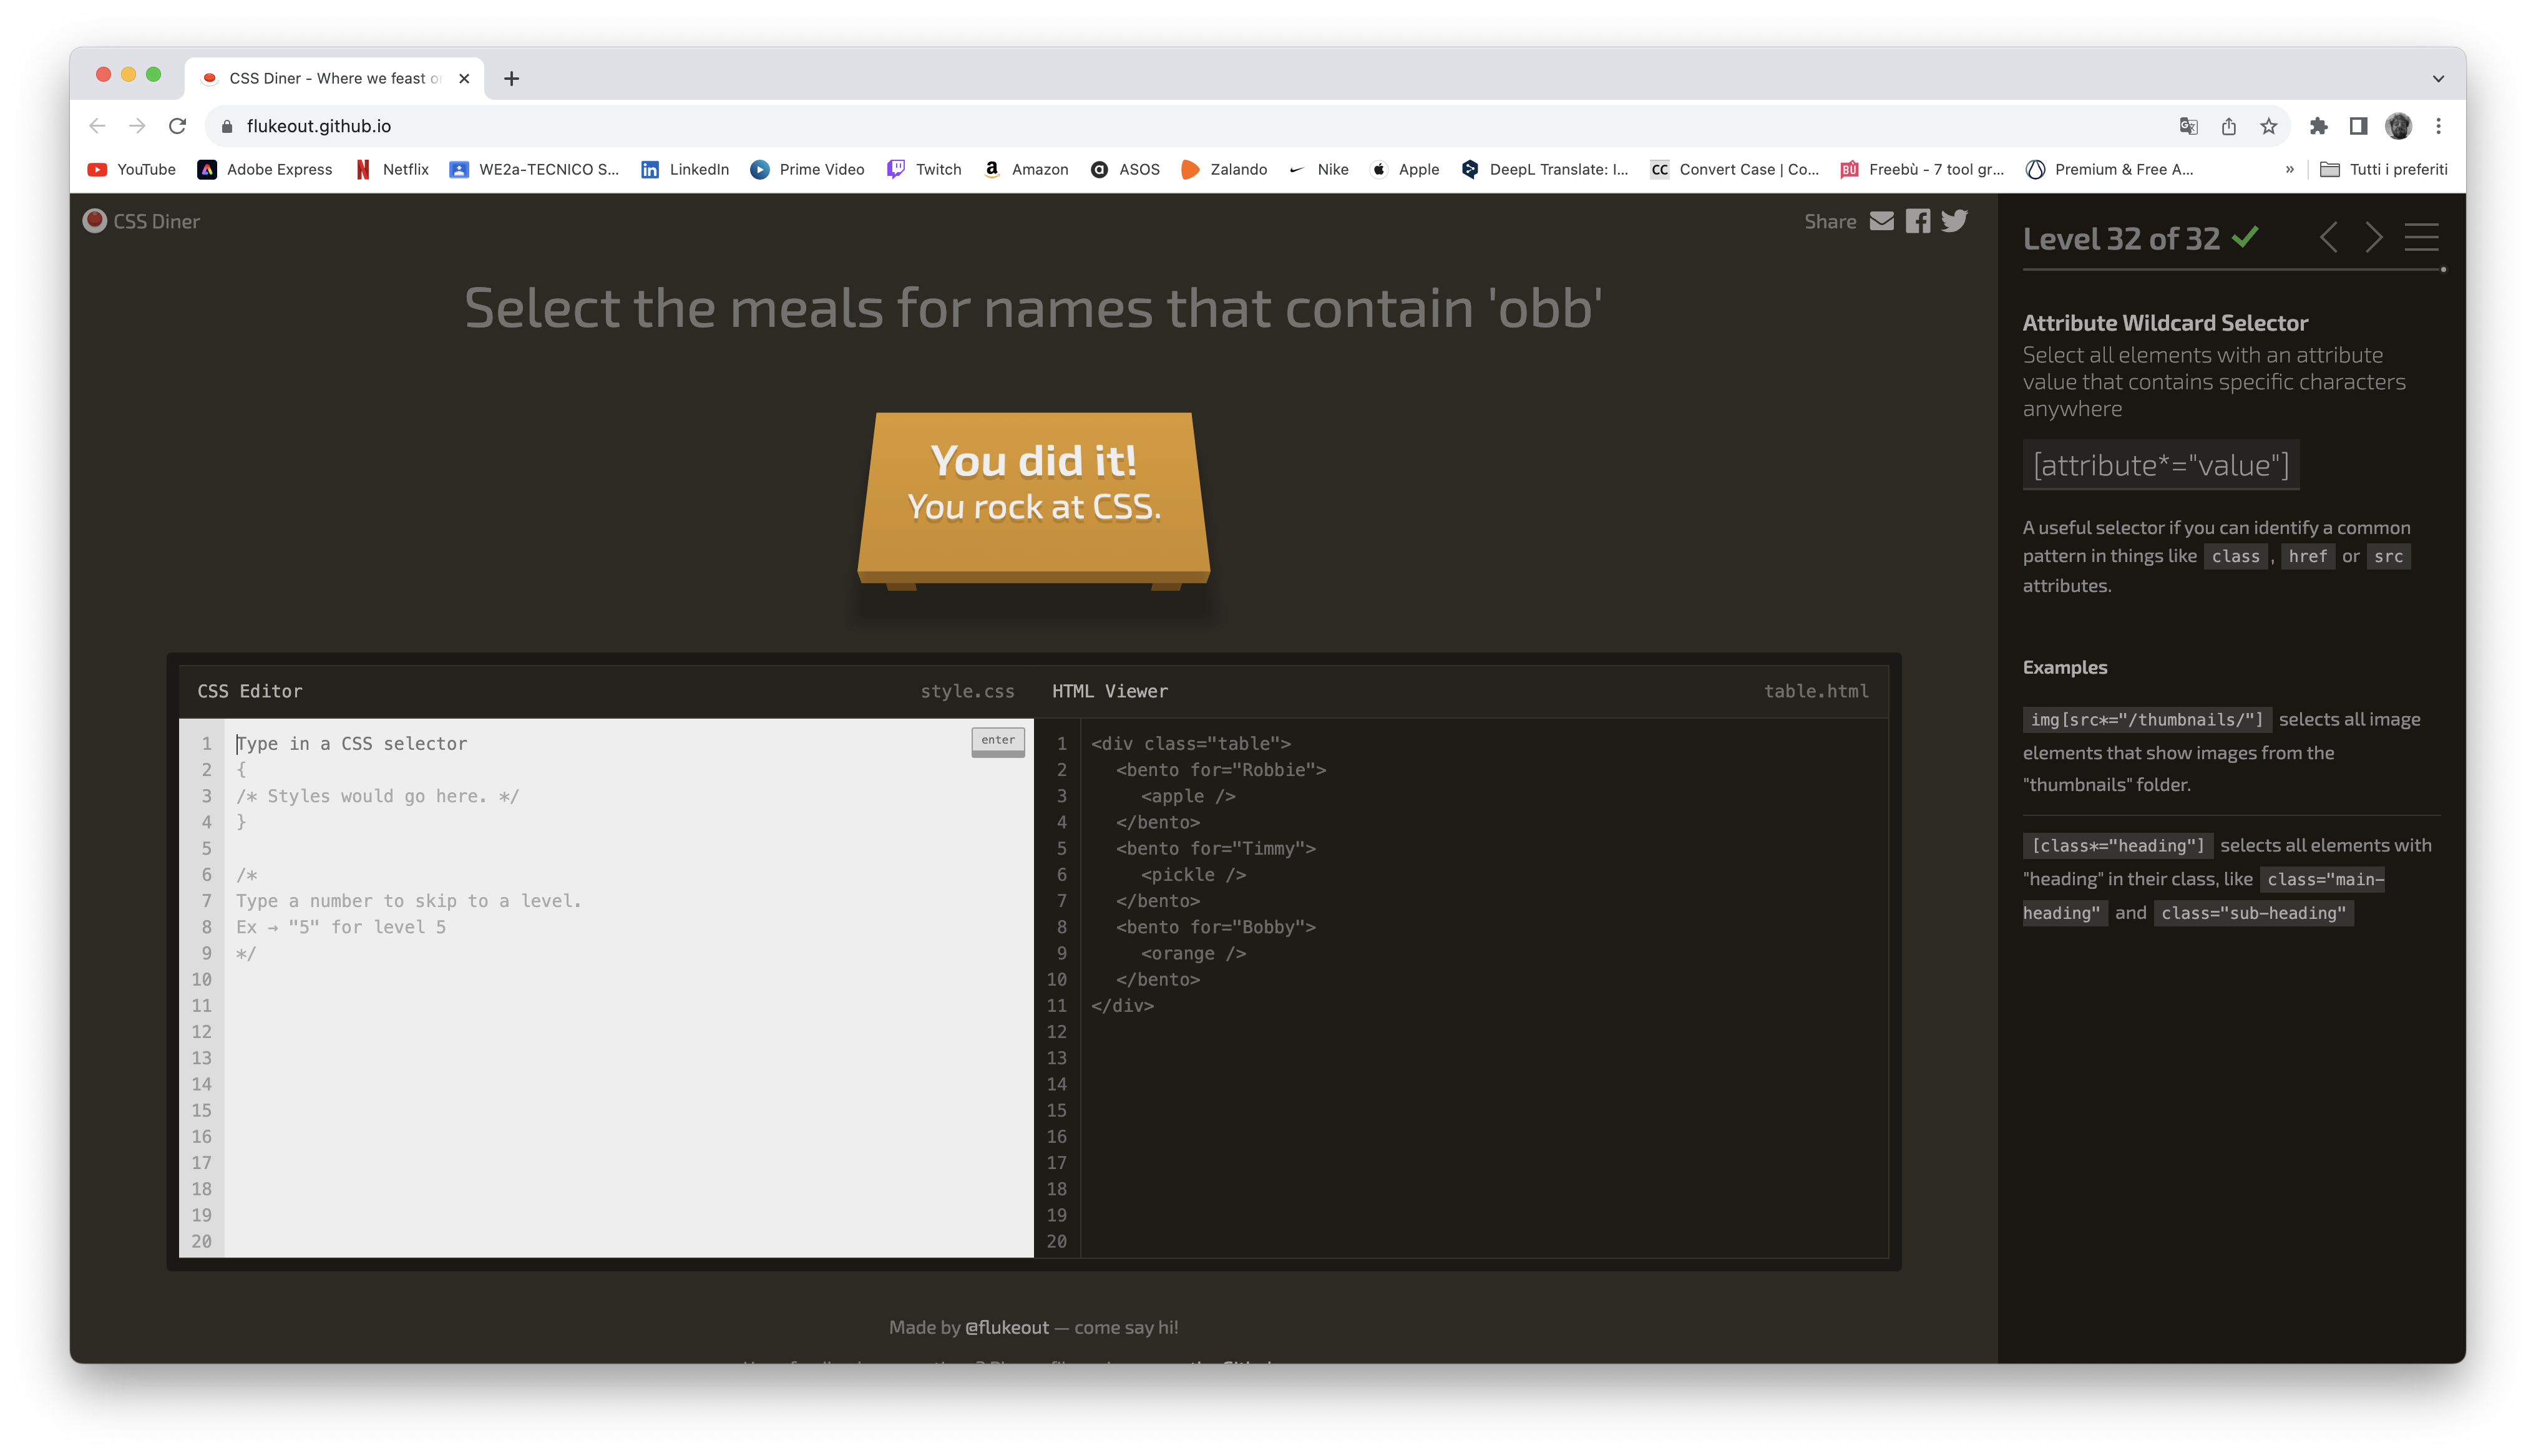 CSS Diner - Where we feast o
flukeout.github.io
YouTube Adobe Express Netflix WE2a-TECNICO S... LinkedIn Prime Video Twitch Amazon ASOS Zalando Nike Apple DeepL Translate: I... Convert Case | Co... Freebù - 7 tool gr... Premium & Free A... » Tutti i preferiti
CSS Diner
Share
Select the meals for names that contain 'obb'
You did it!
You rock at CSS.
CSS Editor style.css
enter
1 Type in a CSS selector
2 {
3 /* Styles would go here. */
4 }
5
6 /*
7 Type a number to skip to a level.
8 Ex → "5" for level 5
9 */
10
11
12
13
14
15
16
17
18
19
20
HTML Viewer table.html
1 <div class="table">
2 <bento for="Robbie">
3 <apple />
4 </bento>
5 <bento for="Timmy">
6 <pickle />
7 </bento>
8 <bento for="Bobby">
9 <orange />
10 </bento>
11 </div>
12
13
14
15
16
17
18
19
20
Made by @flukeout — come say hi!
Level 32 of 32
Attribute Wildcard Selector
Select all elements with an attribute
value that contains specific characters
anywhere
[attribute*="value"]
A useful selector if you can identify a common
pattern in things like class , href or src
attributes.
Examples
img[src*="/thumbnails/"] selects all image
elements that show images from the
"thumbnails" folder.
[class*="heading"] selects all elements with
"heading" in their class, like class="main-
heading" and class="sub-heading"